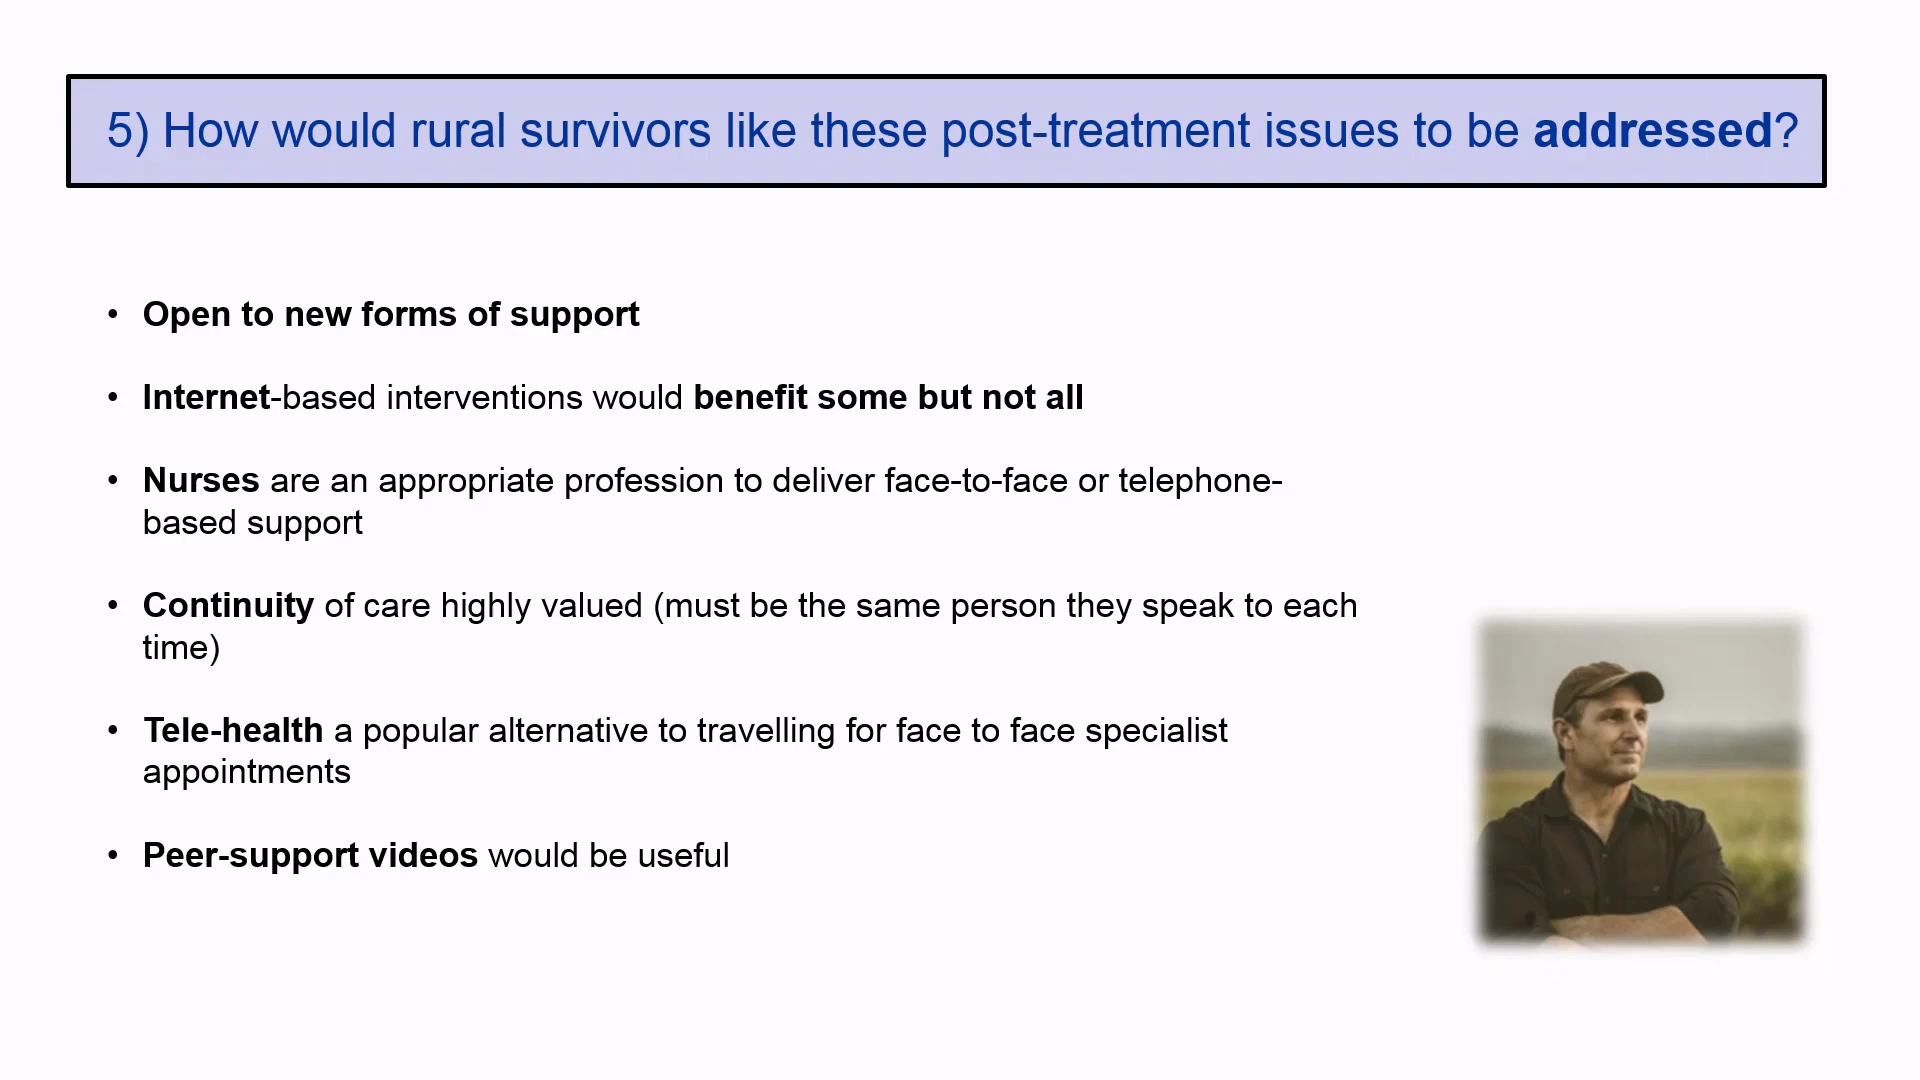 5) How would rural survivors like these post-treatment issues to be addressed?
• Open to new forms of support
• Internet-based interventions would benefit some but not all
• Nurses are an appropriate profession to deliver face-to-face or telephone-
based support
• Continuity of care highly valued (must be the same person they speak to each
time)
• Tele-health a popular alternative to travelling for face to face specialist
appointments
• Peer-support videos would be useful